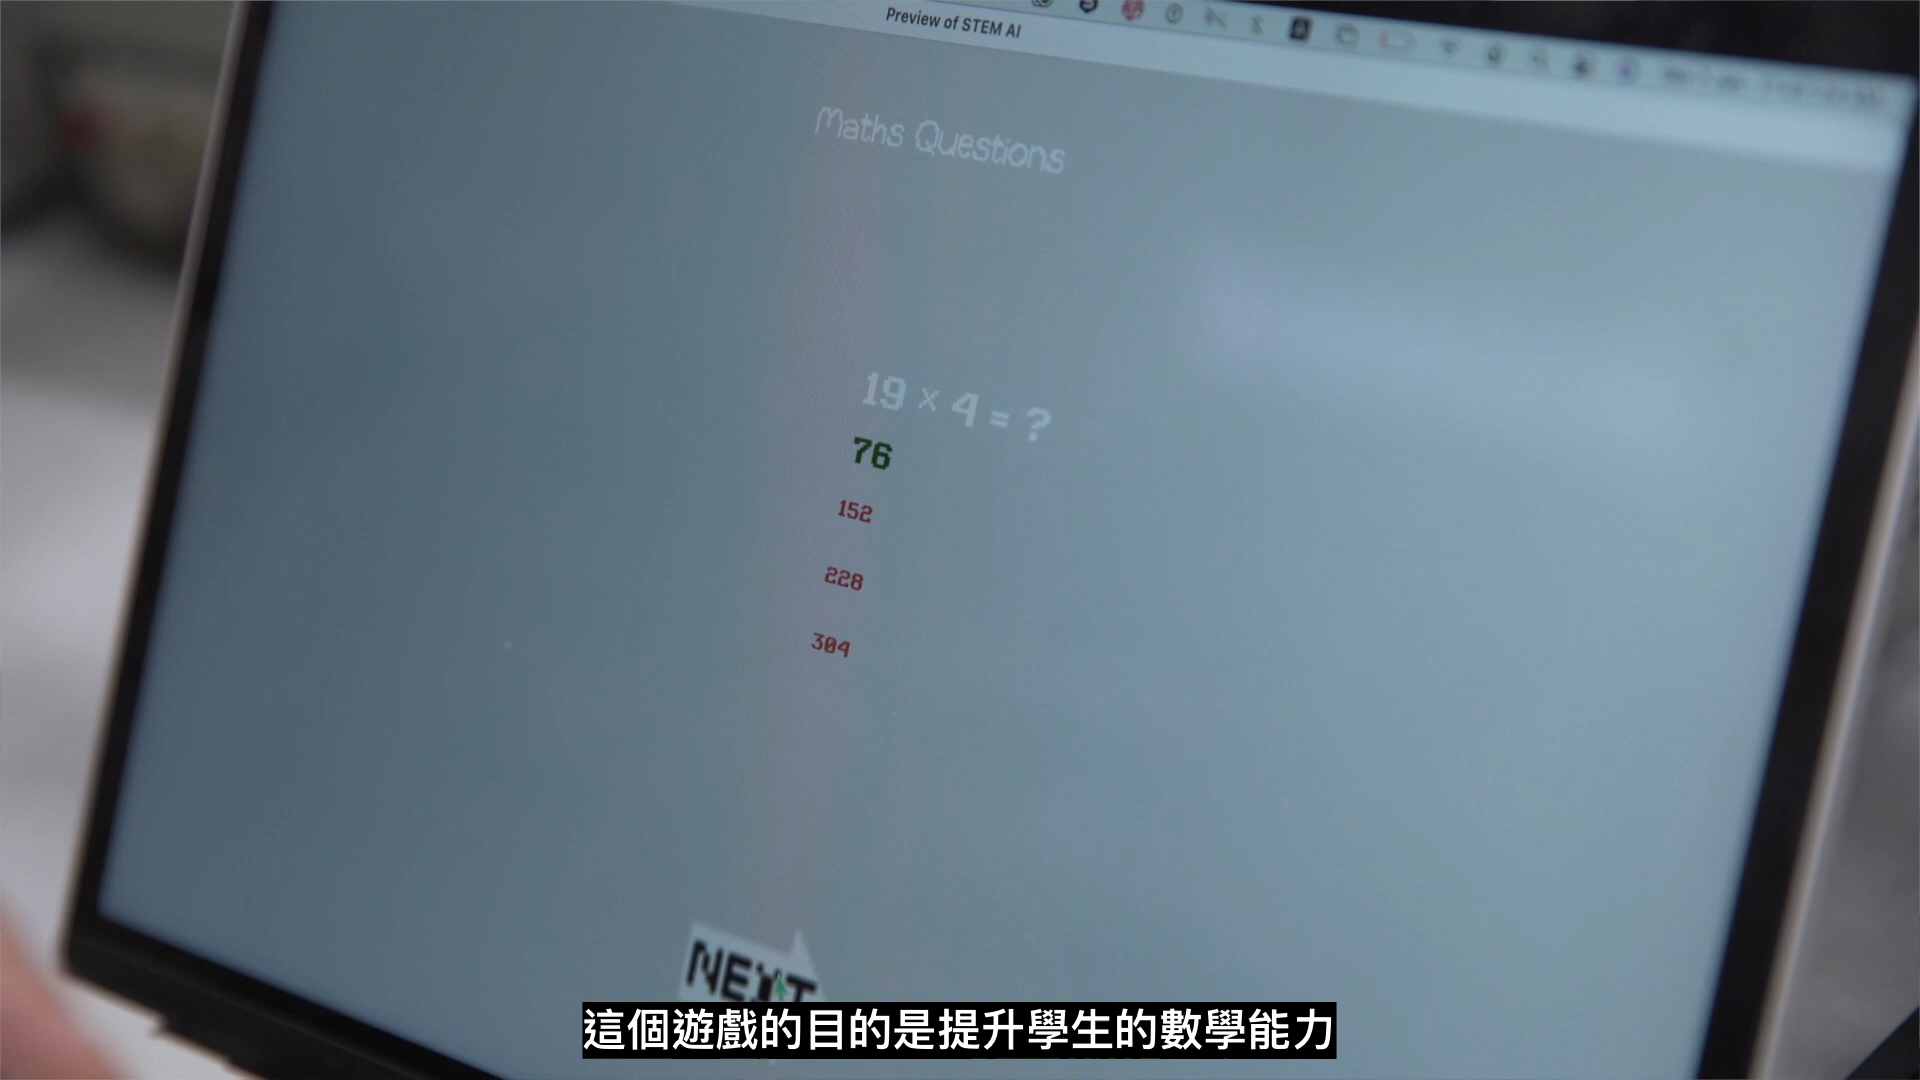 Preview of STEM AI
Maths Questions
19 × 4 = ?
76
152
228
304
NEXT
這個遊戲的目的是提升學生的數學能力